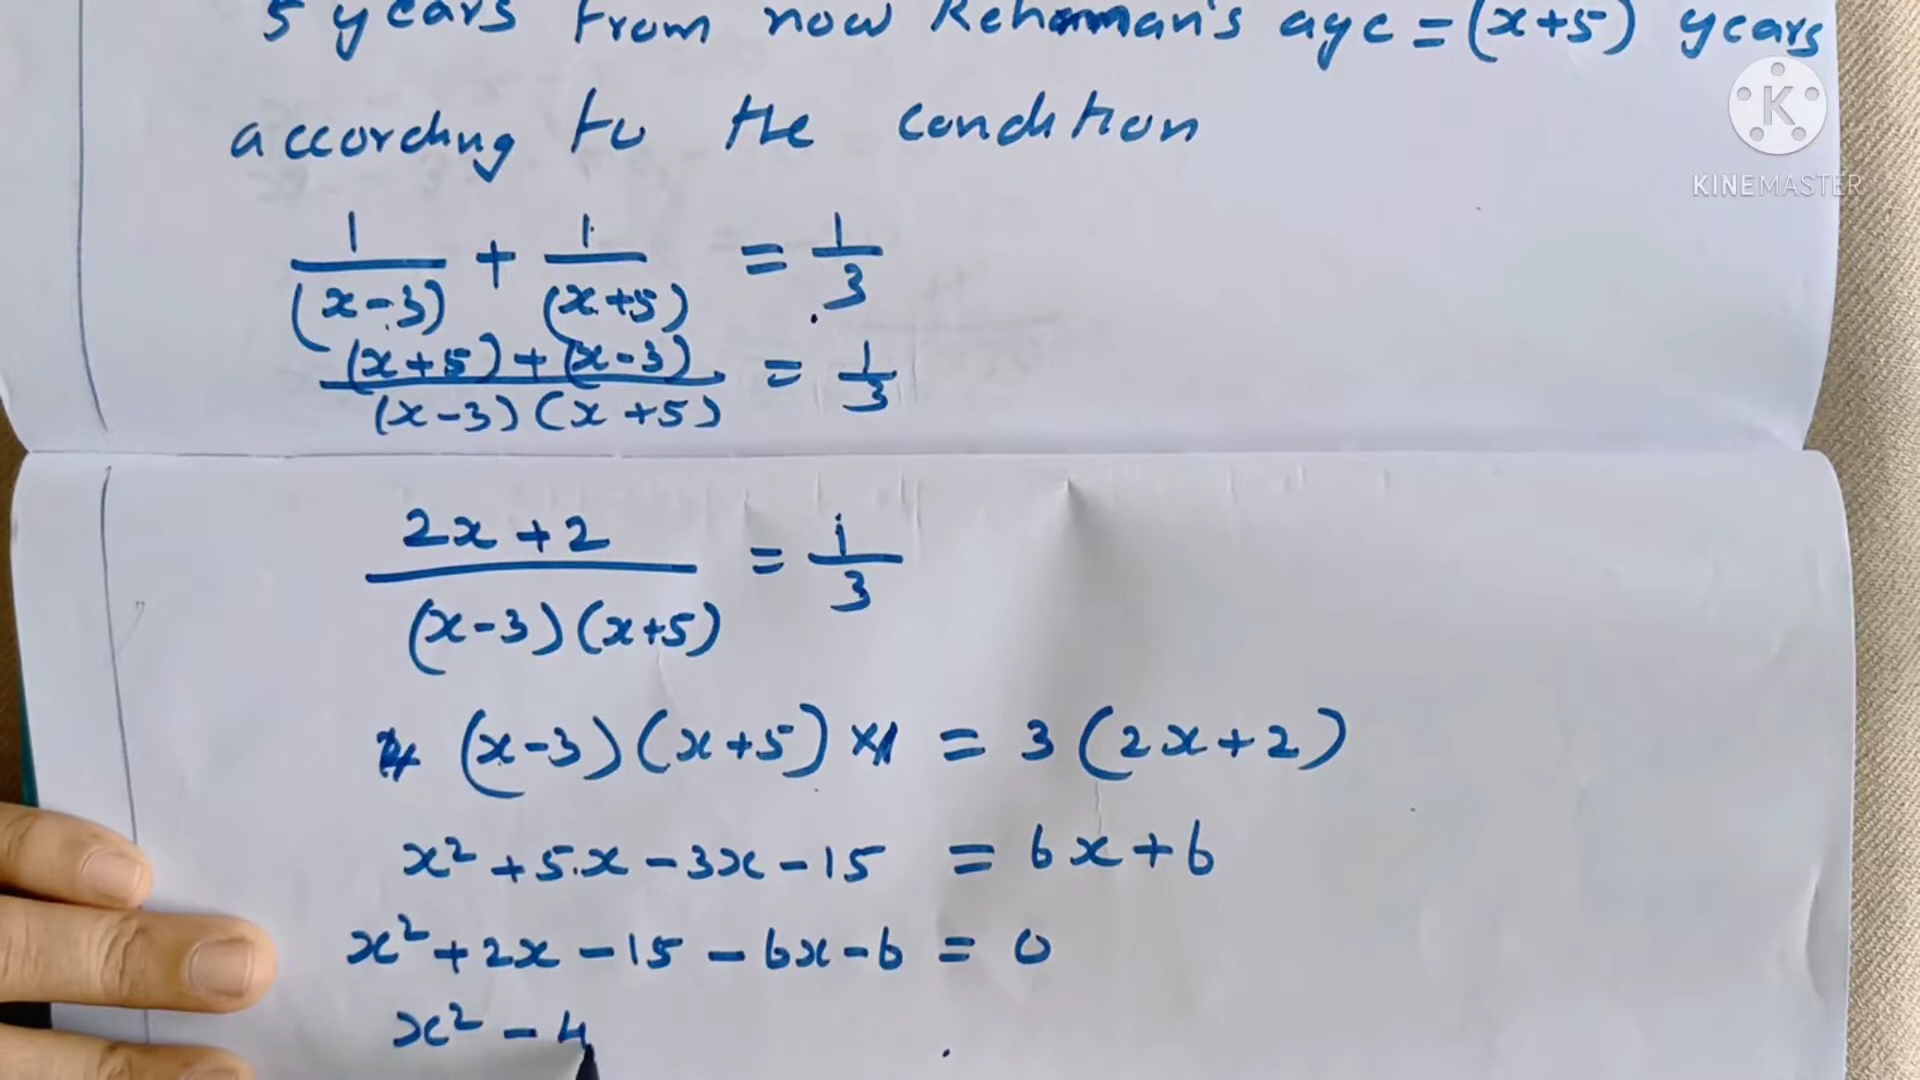 5 years from now Rehman's age = (x+5) years
according to the condition
K
KINEMASTER
1/(x-3) + 1/(x+5) = 1/3
(x+5)+(x-3)/(x-3)(x+5) = 1/3
2x+2/(x-3)(x+5) = 1/3
(x-3)(x+5)×1 = 3(2x+2)
x²+5x-3x-15 = 6x+6
x²+2x-15-6x-6 = 0
x²-4